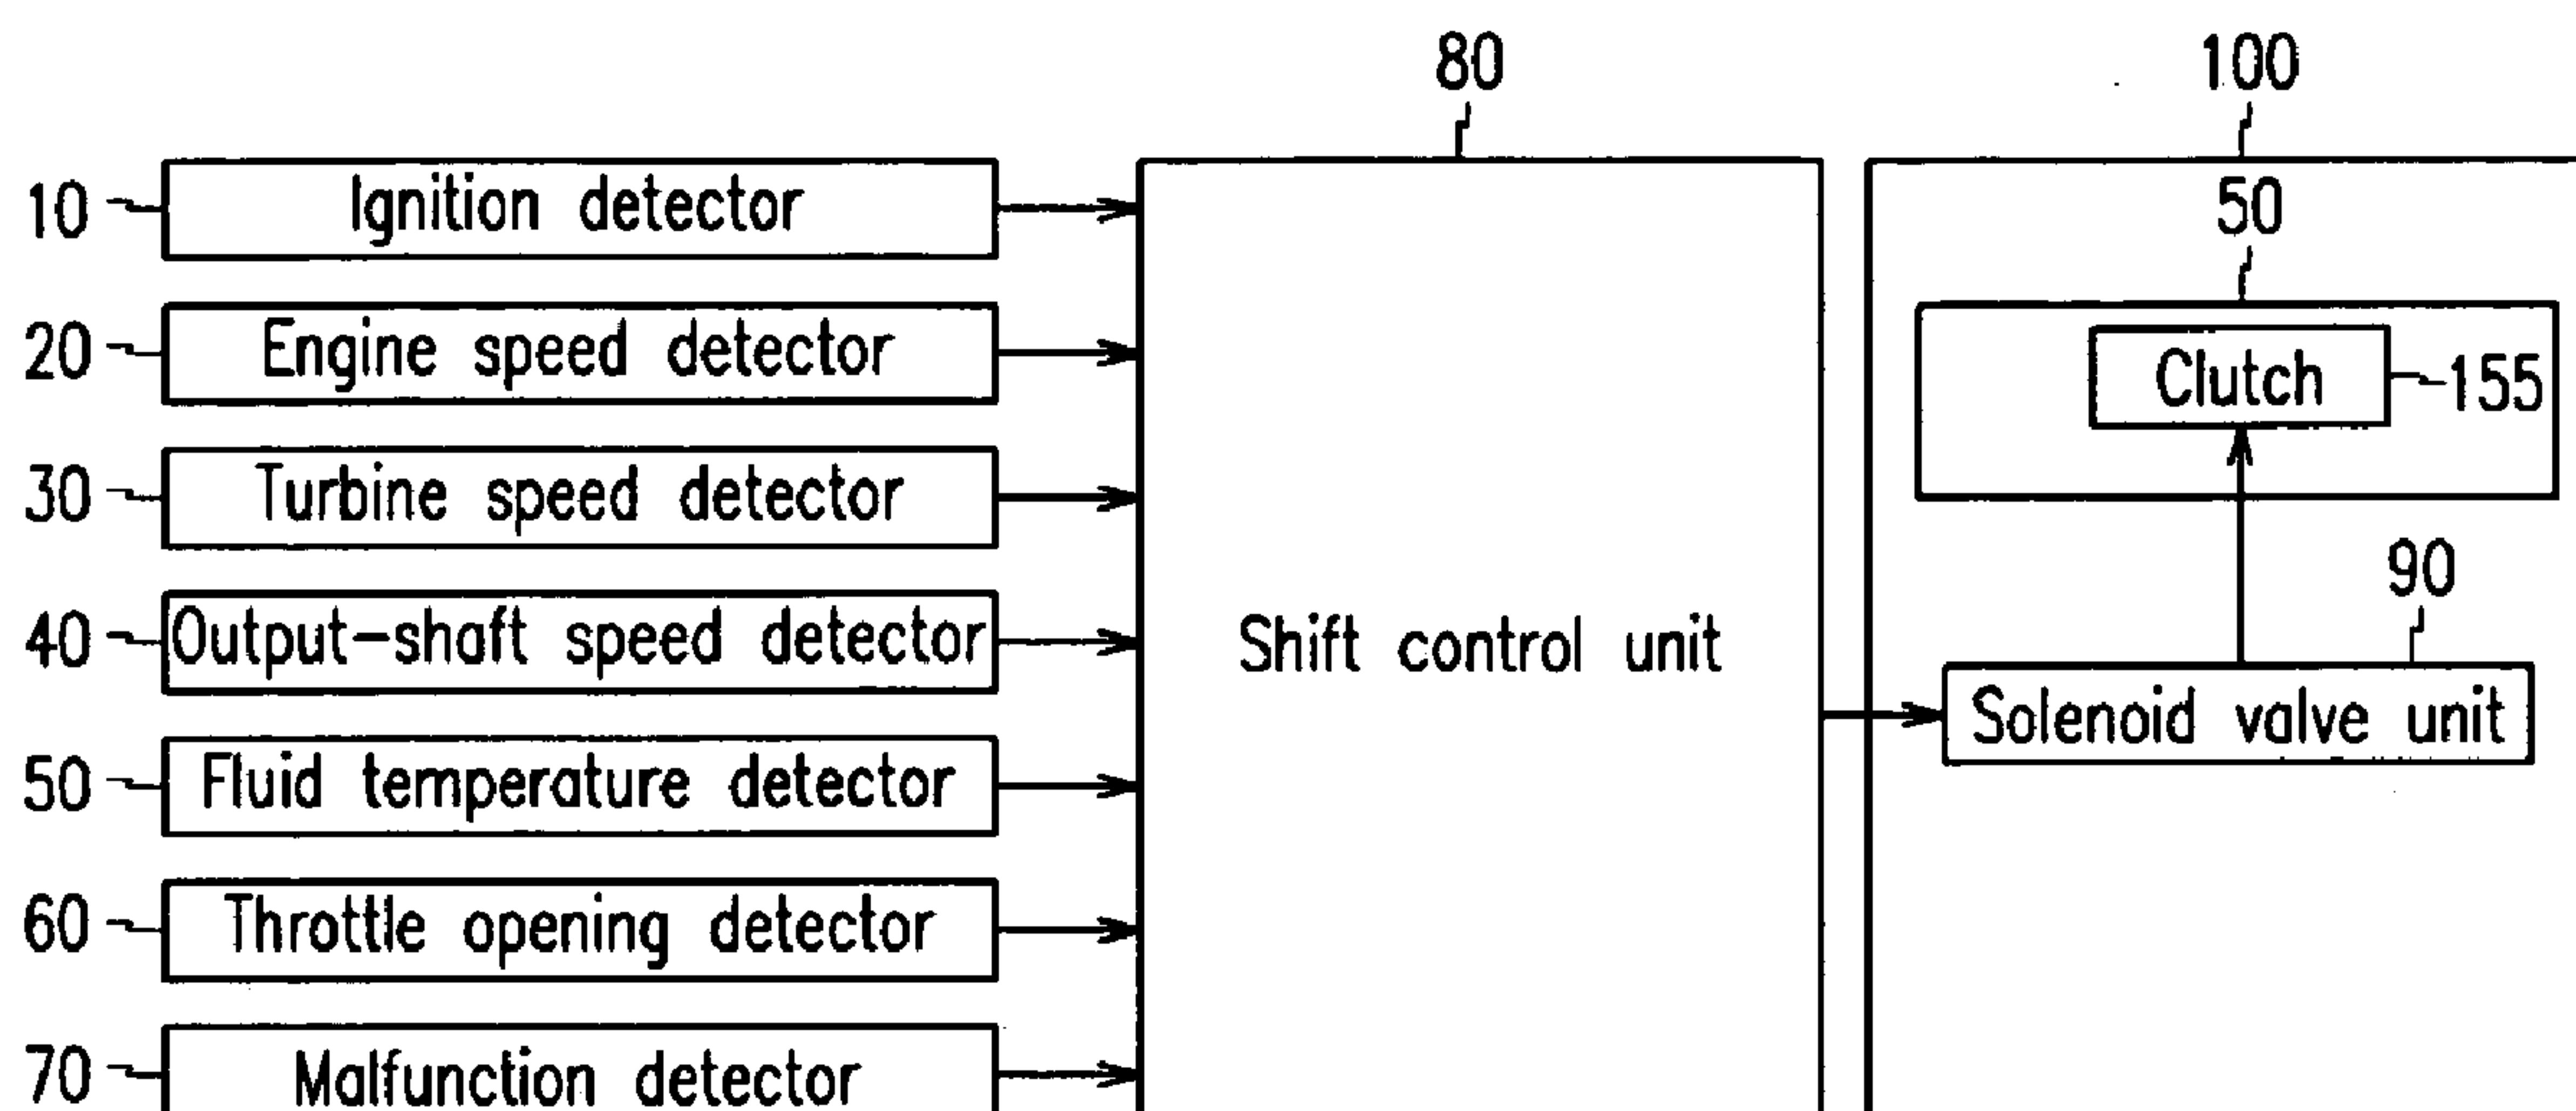 80
100
10
Ignition detector
50
20
Engine speed detector
Clutch
155
30
Turbine speed detector
90
40
Output-shaft speed detector
Shift control unit
Solenoid valve unit
50
Fluid temperature detector
60
Throttle opening detector
70
Malfunction detector